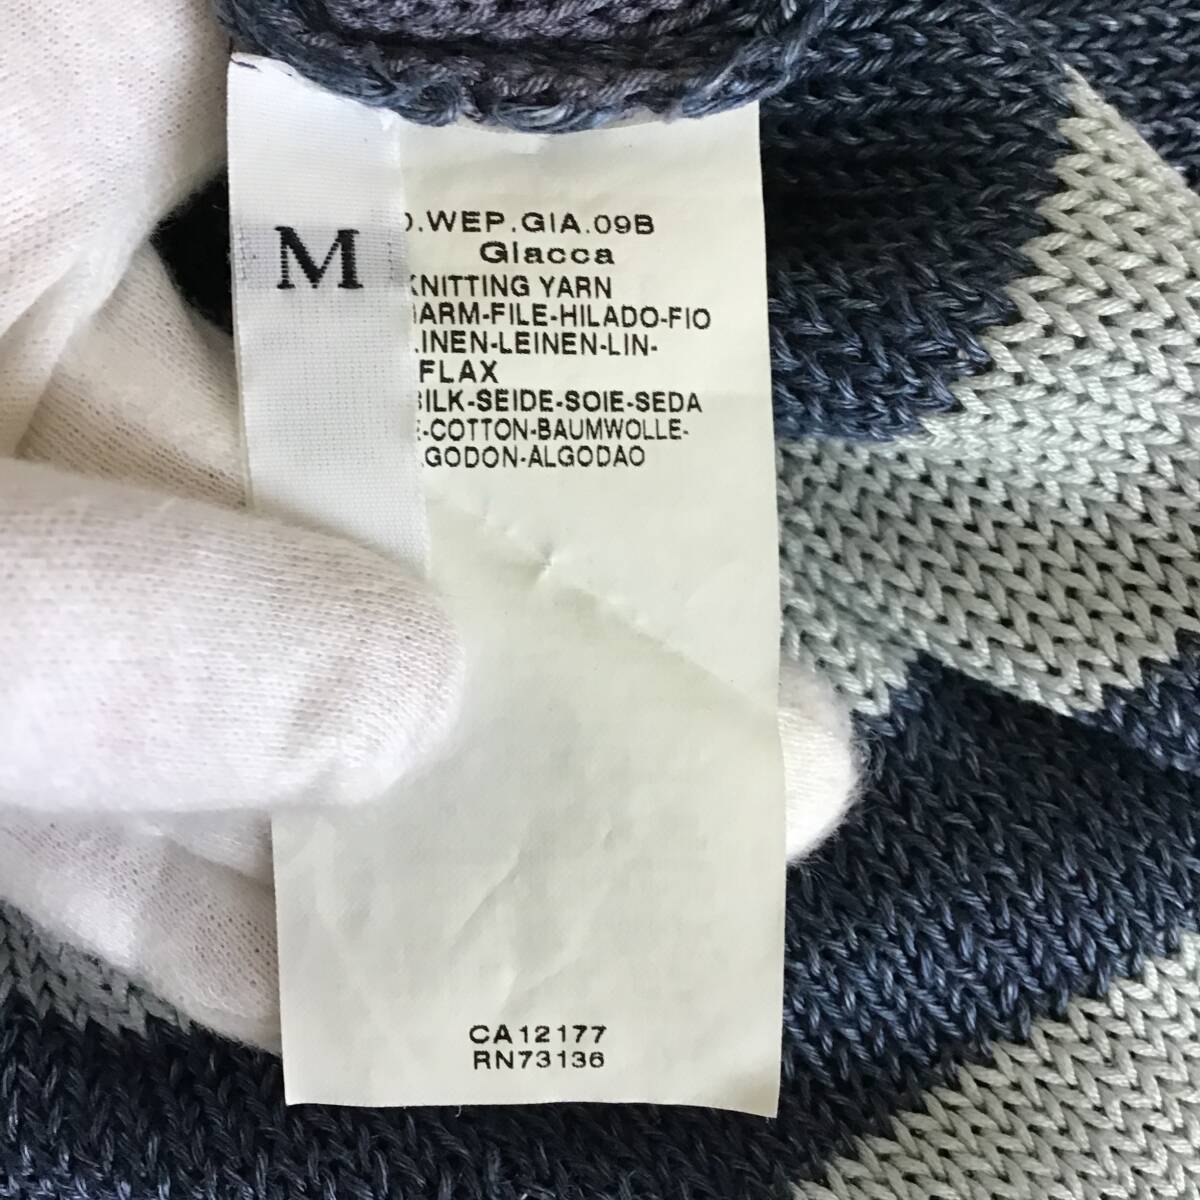 M
.WEP.GIA.09B
Giacca
KNITTING YARN
GARM-FILE-HILADO-FIO
LINEN-LEINEN-LIN-
FLAX
SILK-SEIDE-SOIE-SEDA
-COTTON-BAUMWOLLE-
LGODON-ALGODAO
CA12177
RN73136